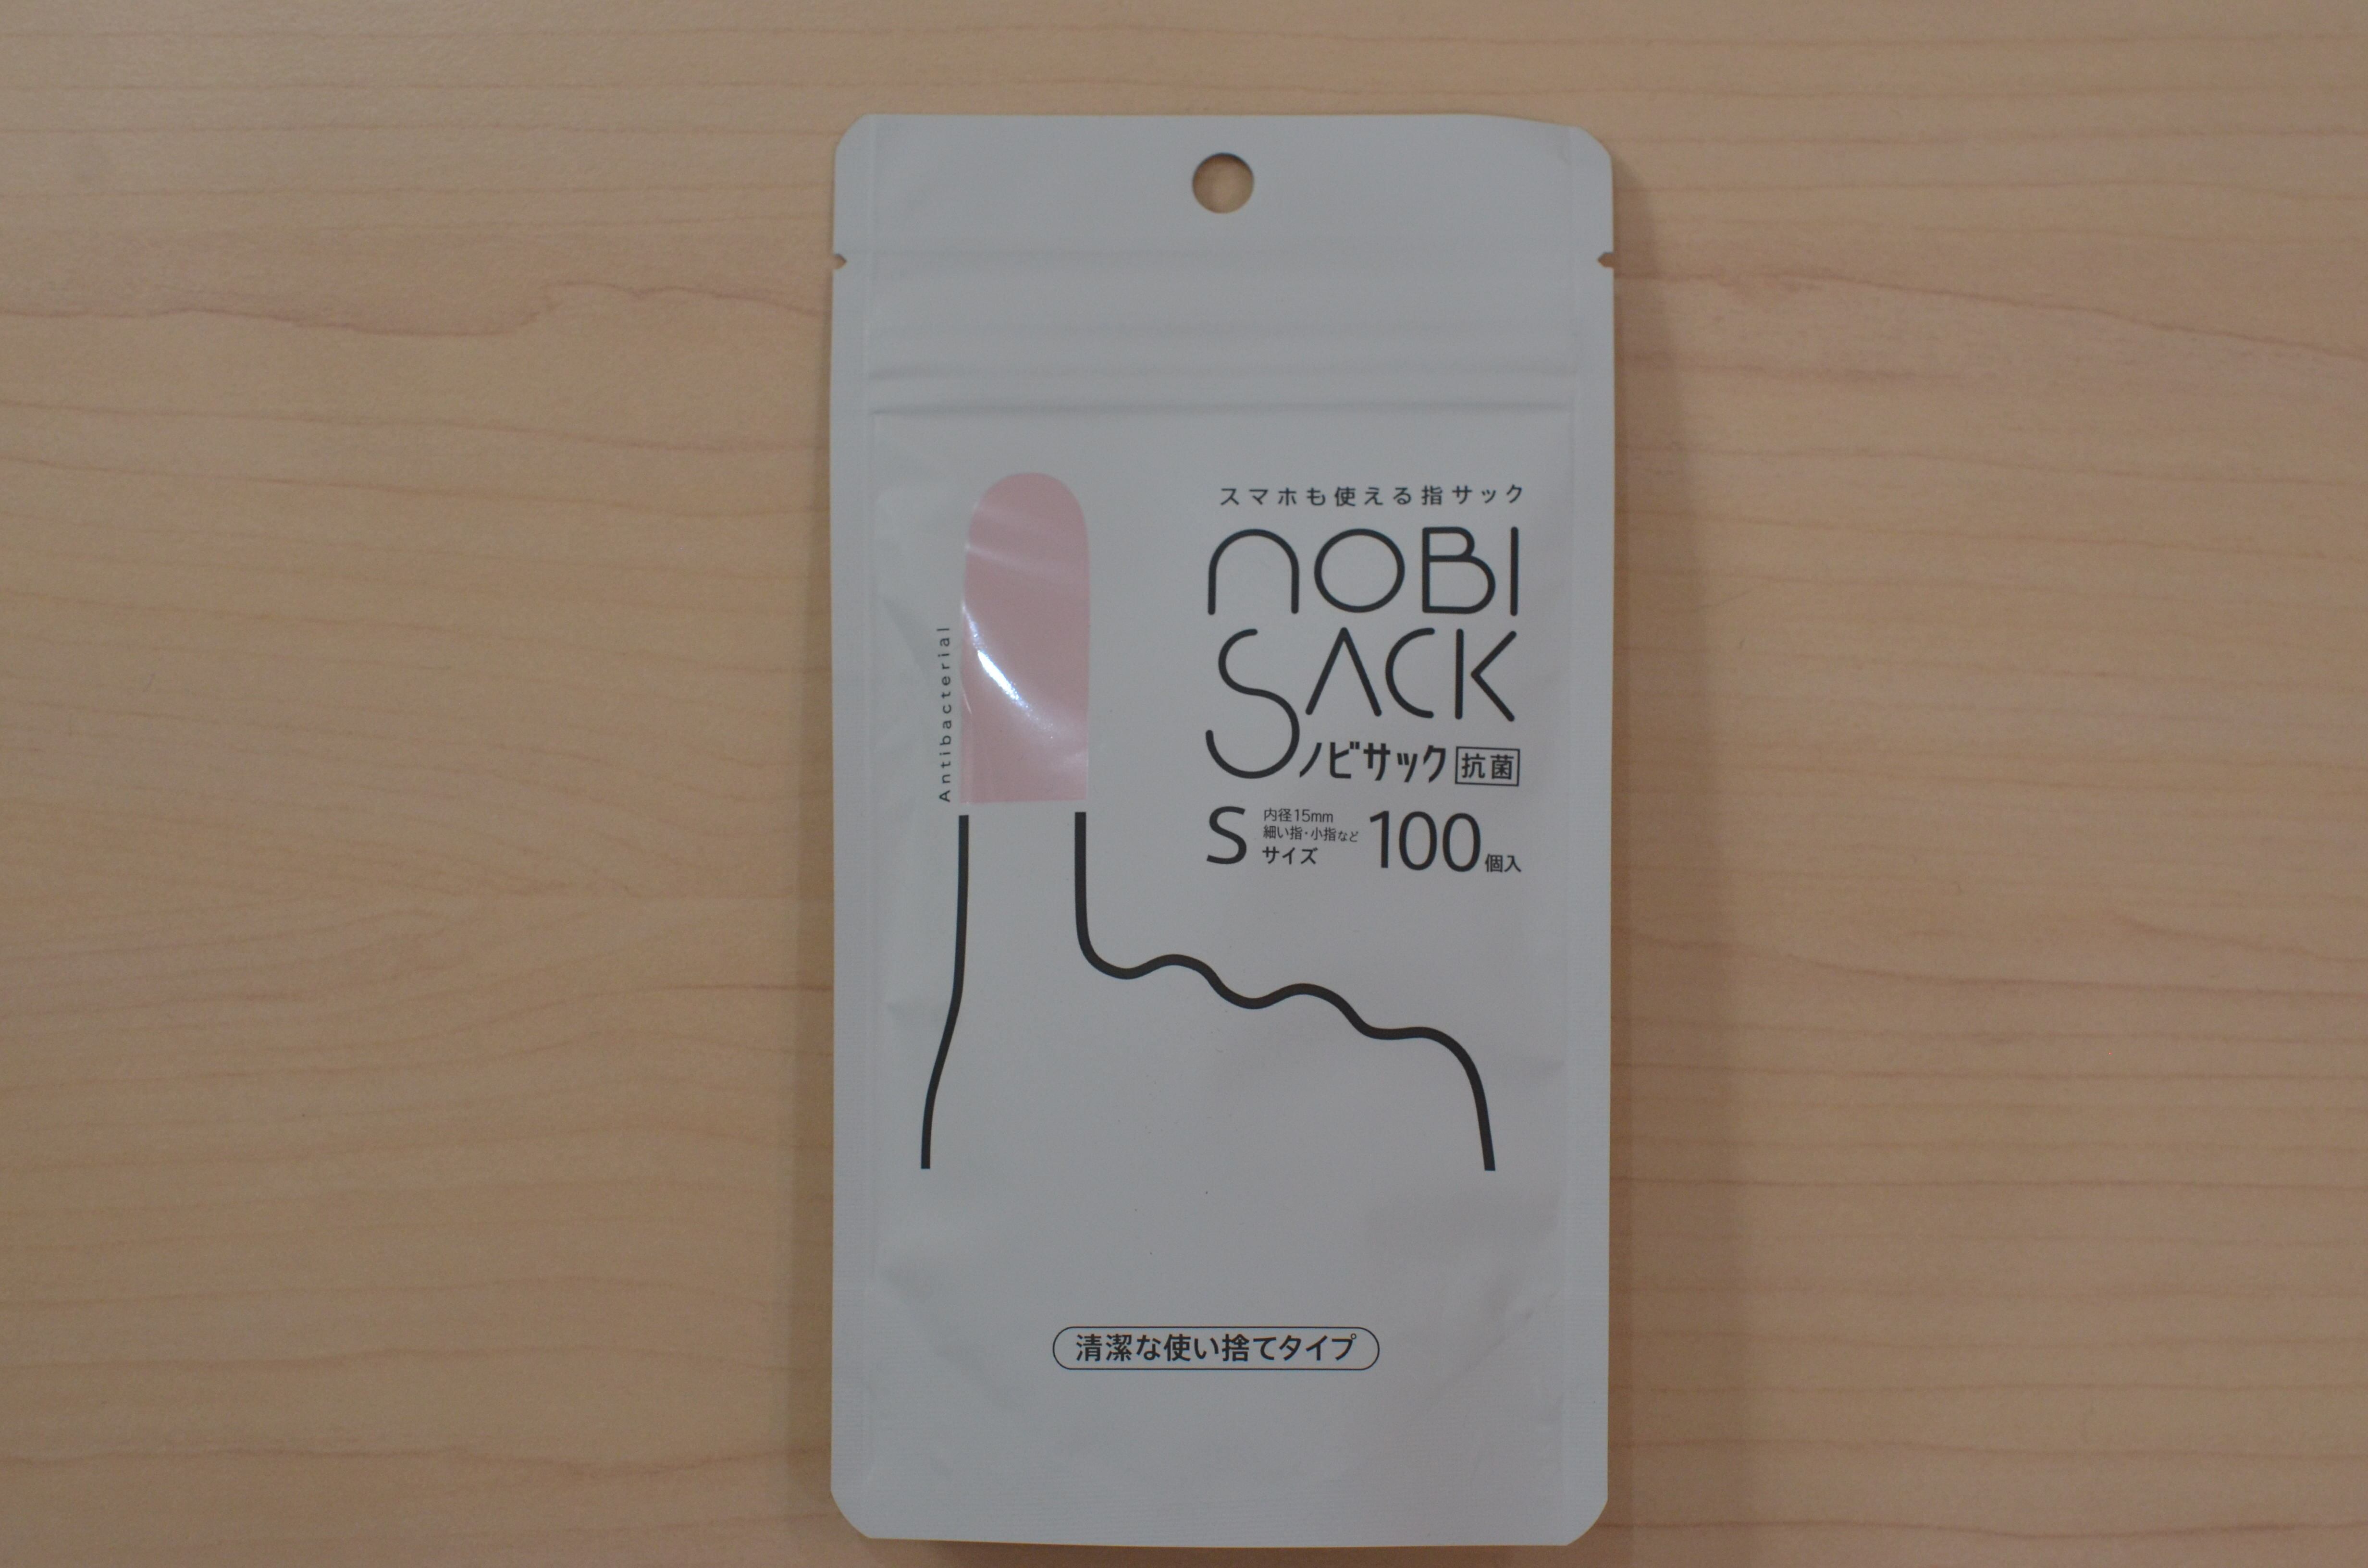 スマホも使える指サック
nOBI
SACK
ノビサック 抗菌
S 内径15mm
細い指・小指など
サイズ
100個入
Antibacterial
清潔な使い捨てタイプ